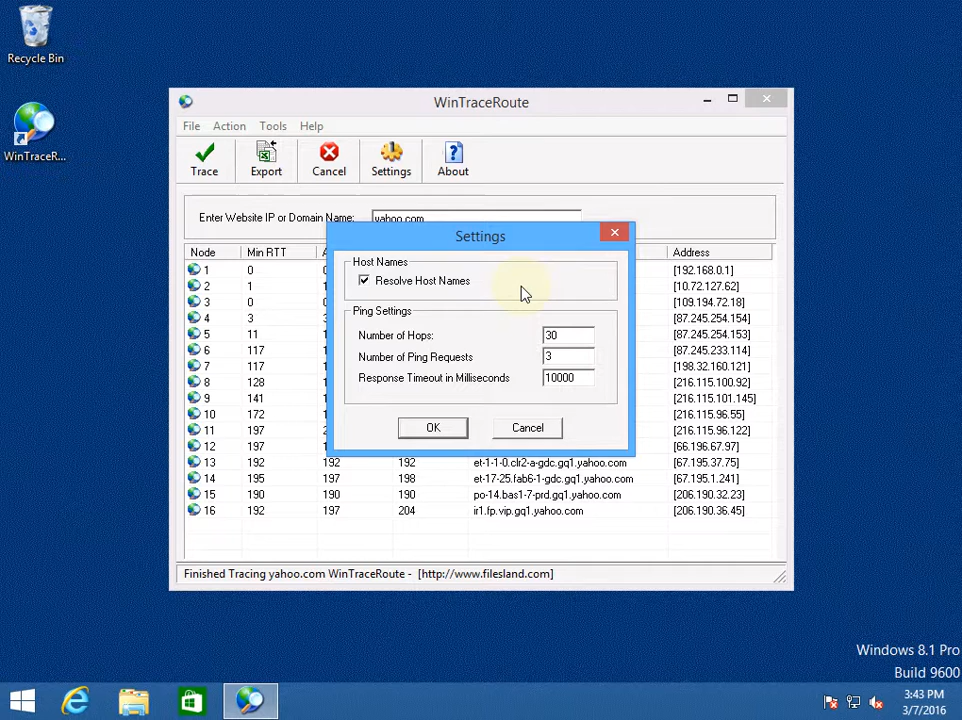 Recycle Bin
WinTraceR...
WinTraceRoute
File Action Tools Help
Trace Export Cancel Settings About
Enter Website IP or Domain Name: yahoo.com
Settings
Host Names
Resolve Host Names
Ping Settings
Number of Hops: 30
Number of Ping Requests 3
Response Timeout in Milliseconds 10000
OK Cancel
Node Min RTT Address
1 0 [192.168.0.1]
2 1 [10.72.127.62]
3 0 [109.194.72.18]
4 3 [87.245.254.154]
5 11 [87.245.254.153]
6 117 [87.245.233.114]
7 117 [198.32.160.121]
8 128 [216.115.100.92]
9 141 [216.115.101.145]
10 172 [216.115.96.55]
11 197 [216.115.96.122]
12 197 [66.196.67.97]
13 192 192 192 et-1-1-0.clr2-a-gdc.gq1.yahoo.com [67.195.37.75]
14 195 197 198 et-17-25.fab6-1-gdc.gq1.yahoo.com [67.195.1.241]
15 190 190 190 po-14.bas1-7-prd.gq1.yahoo.com [206.190.32.23]
16 192 197 204 ir1.fp.vip.gq1.yahoo.com [206.190.36.45]
Finished Tracing yahoo.com WinTraceRoute - [http://www.filesland.com]
Windows 8.1 Pro
Build 9600
3:43 PM
3/7/2016